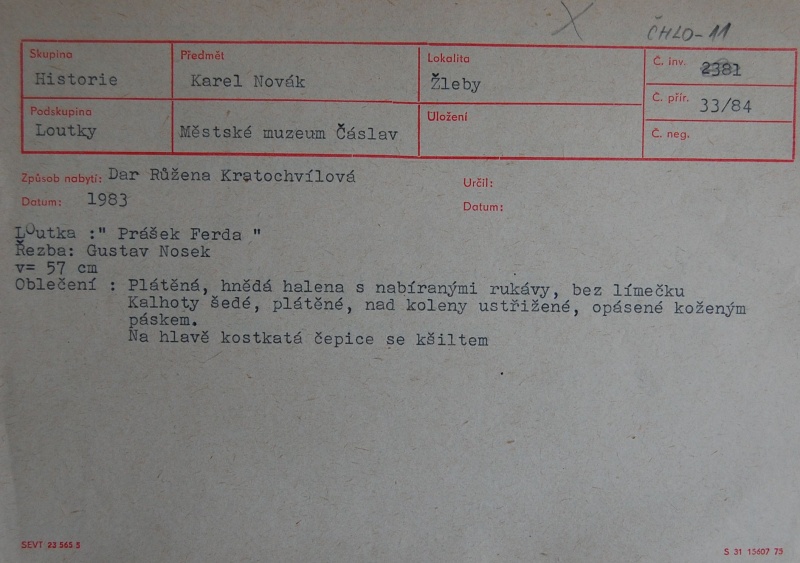 ČHLO-11
Skupina
Předmět
Lokalita
Č. inv.
Historie
Karel Novák
Žleby
2381
Podskupina
Uložení
Č. přír.
33/84
Loutky
Městské muzeum Čáslav
Č. neg.
Způsob nabytí: Dar Růžena Kratochvílová
Určil:
Datum: 1983
Datum:
Loutka :" Prášek Ferda "
Řezba: Gustav Nosek
v= 57 cm
Oblečení : Plátěná, hnědá halena s nabíranými rukávy, bez límečku
Kalhoty šedé, plátěné, nad koleny ustřižené, opásené koženým
páskem.
Na hlavě kostkatá čepice se kšiltem
SEVT 23 565 5
S 31 15607 75